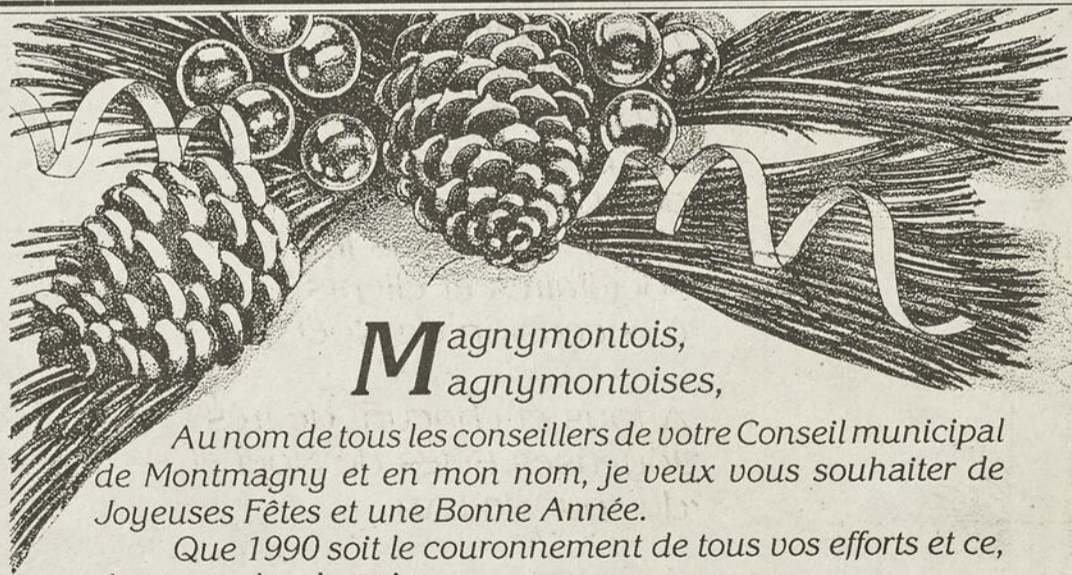 Magnymontois,
Magnymontoises,
Au nom de tous les conseillers de votre Conseil municipal
de Montmagny et en mon nom, je veux vous souhaiter de
Joyeuses Fêtes et une Bonne Année.
Que 1990 soit le couronnement de tous vos efforts et ce,